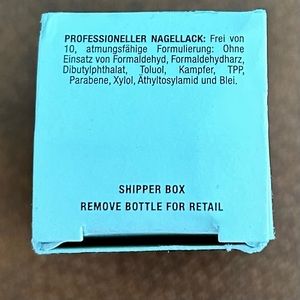 PROFESSIONELLER NAGELLACK: Frei von
10, atmungsfähige Formulierung: Ohne
Einsatz von Formaldehyd, Formaldehydharz,
Dibutylphthalat, Toluol, Kampfer, TPP,
Parabene, Xylol, Äthyltosylamid und Blei.
SHIPPER BOX
REMOVE BOTTLE FOR RETAIL